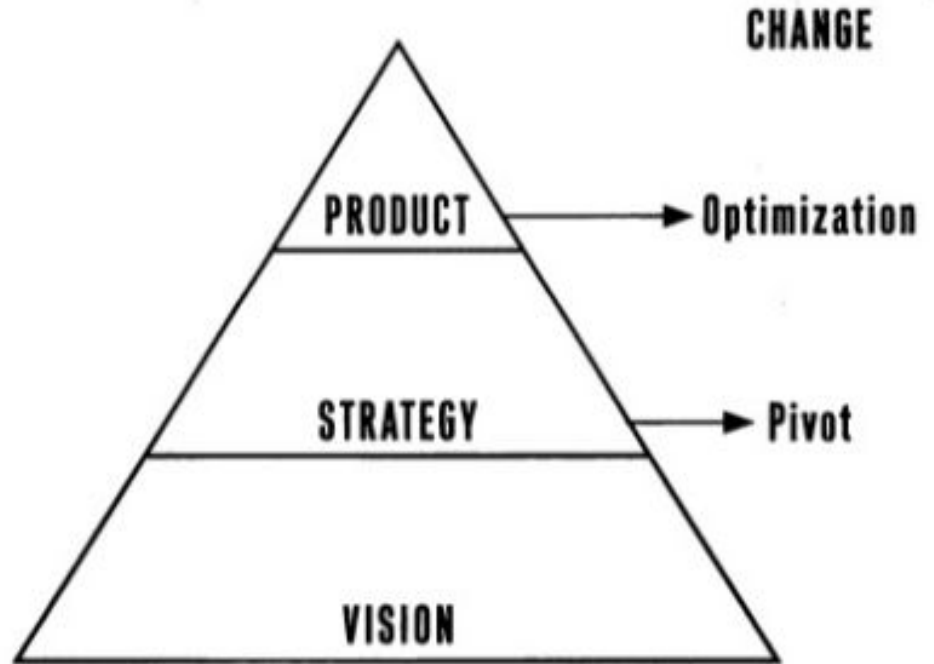 CHANGE
PRODUCT
Optimization
STRATEGY
Pivot
VISION